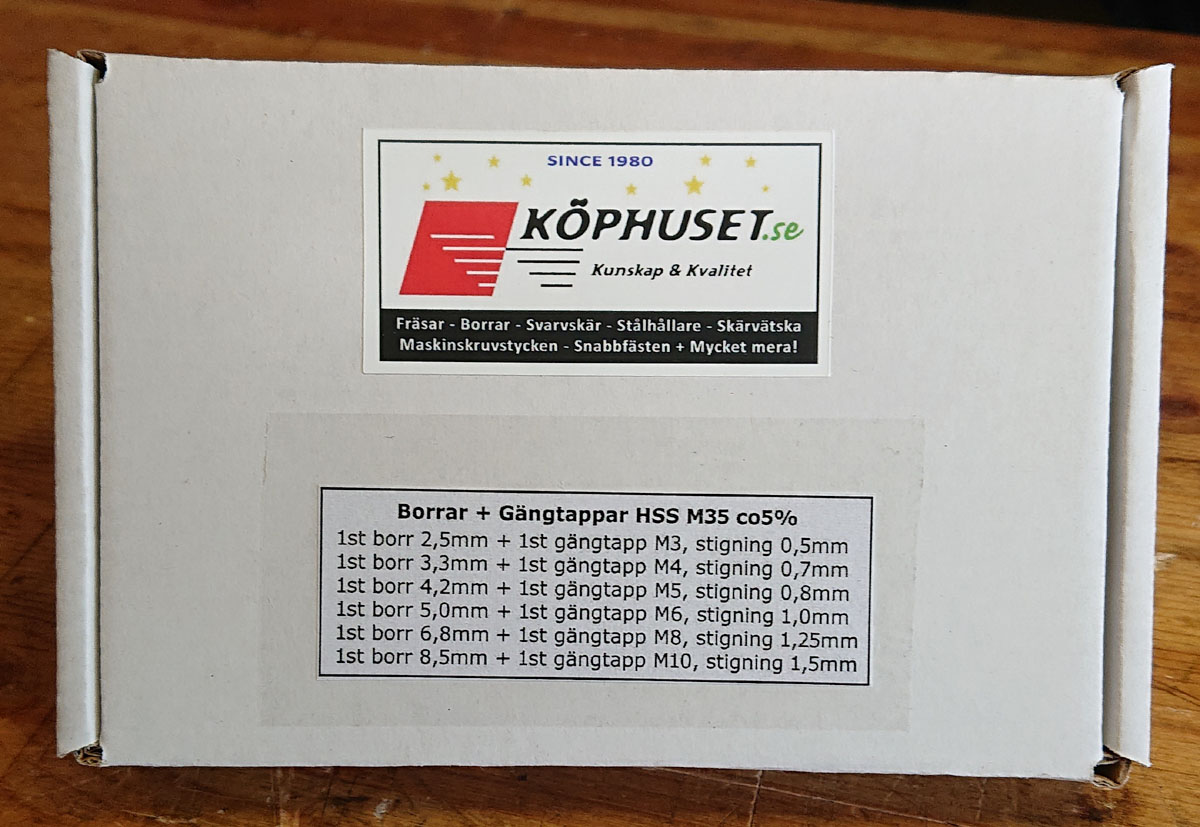 SINCE 1980
KÕPHUSET.se
Kunskap & Kvalitet
Fräsar - Borrar - Svarvskär - Stålhållare - Skärvätska
Maskinskruvstycken - Snabbfästen + Mycket mera!
Borrar + Gängtappar HSS M35 co5%
1st borr 2,5mm + 1st gängtapp M3, stigning 0,5mm
1st borr 3,3mm + 1st gängtapp M4, stigning 0,7mm
1st borr 4,2mm + 1st gängtapp M5, stigning 0,8mm
1st borr 5,0mm + 1st gängtapp M6, stigning 1,0mm
1st borr 6,8mm + 1st gängtapp M8, stigning 1,25mm
1st borr 8,5mm + 1st gängtapp M10, stigning 1,5mm